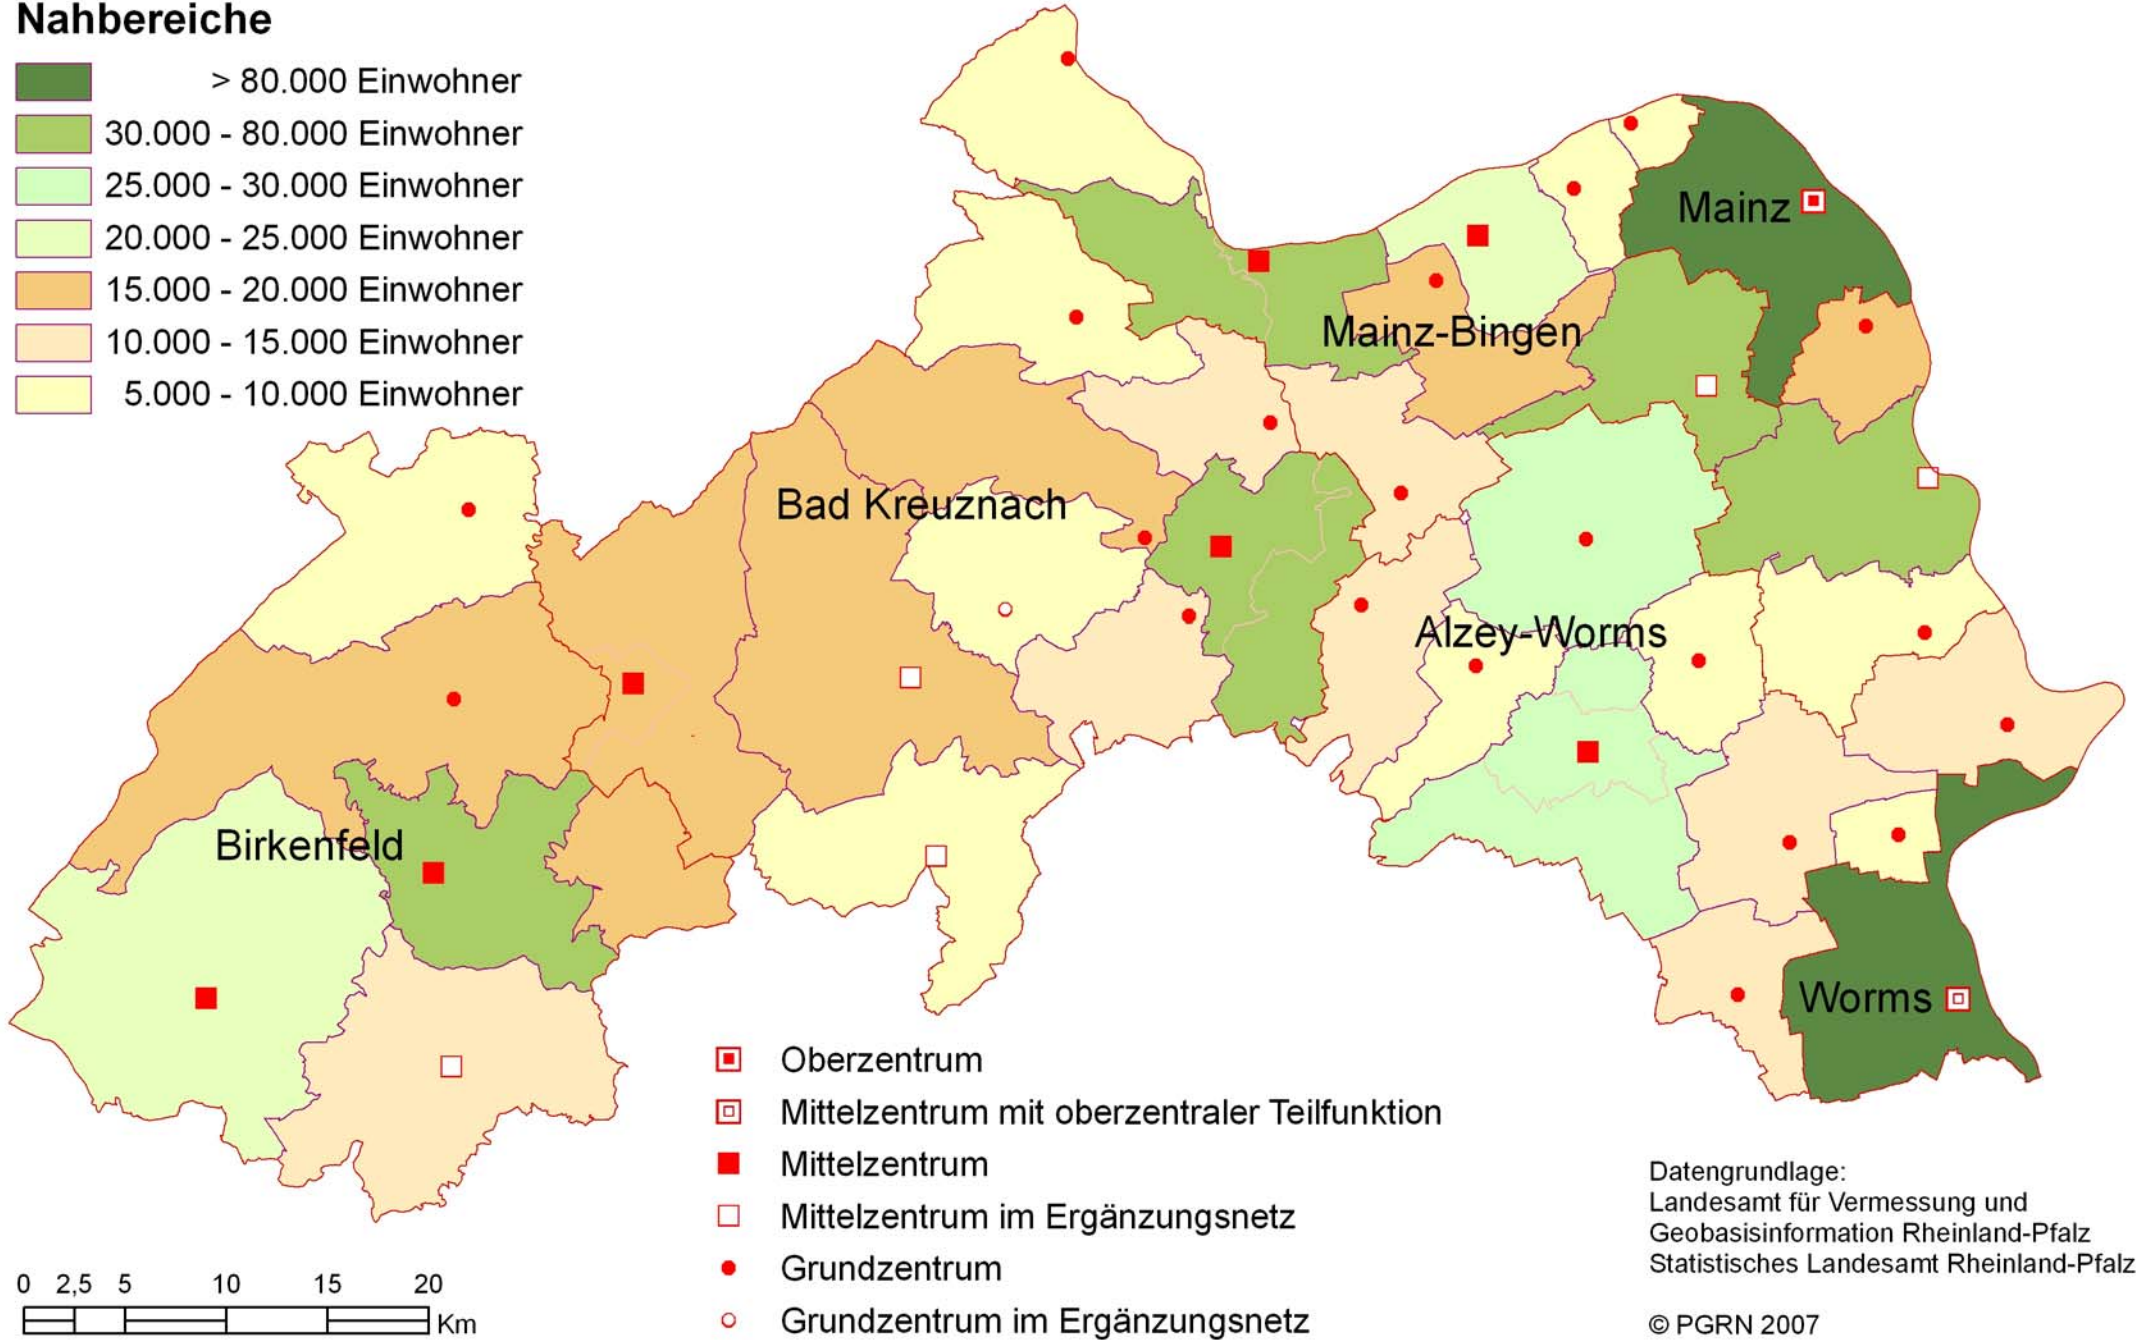 Nahbereiche
> 80.000 Einwohner
30.000 - 80.000 Einwohner
25.000 - 30.000 Einwohner
20.000 - 25.000 Einwohner
15.000 - 20.000 Einwohner
10.000 - 15.000 Einwohner
5.000 - 10.000 Einwohner
Mainz
Mainz-Bingen
Bad Kreuznach
Alzey-Worms
Birkenfeld
Worms
Oberzentrum
Mittelzentrum mit oberzentraler Teilfunktion
Mittelzentrum
Mittelzentrum im Ergänzungsnetz
Grundzentrum
Grundzentrum im Ergänzungsnetz
0 2,5 5 10 15 20
Km
Datengrundlage:
Landesamt für Vermessung und
Geobasisinformation Rheinland-Pfalz
Statistisches Landesamt Rheinland-Pfalz
© PGRN 2007